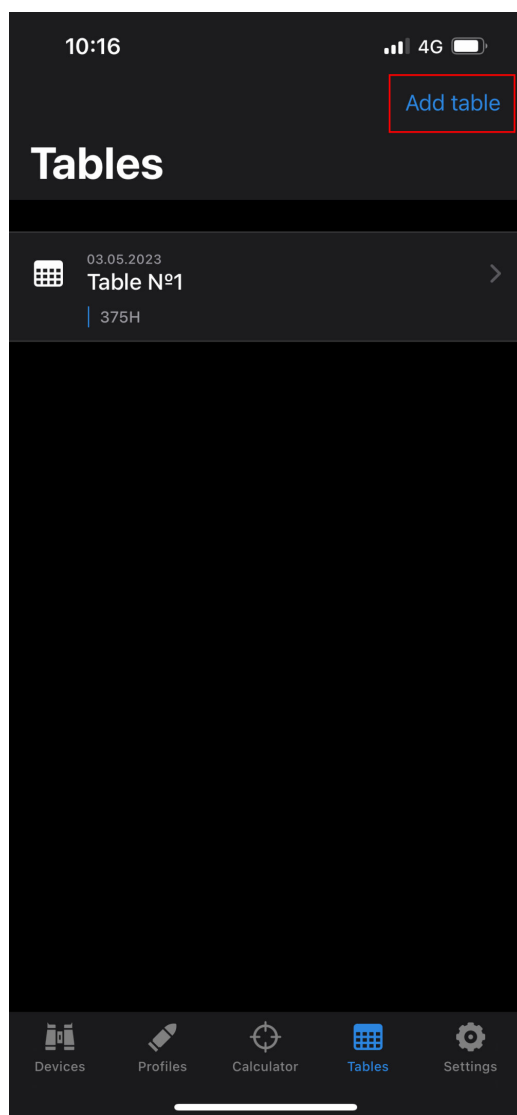 10:16 4G
Add table
Tables
03.05.2023
Table Nº1
375H
Devices Profiles Calculator Tables Settings